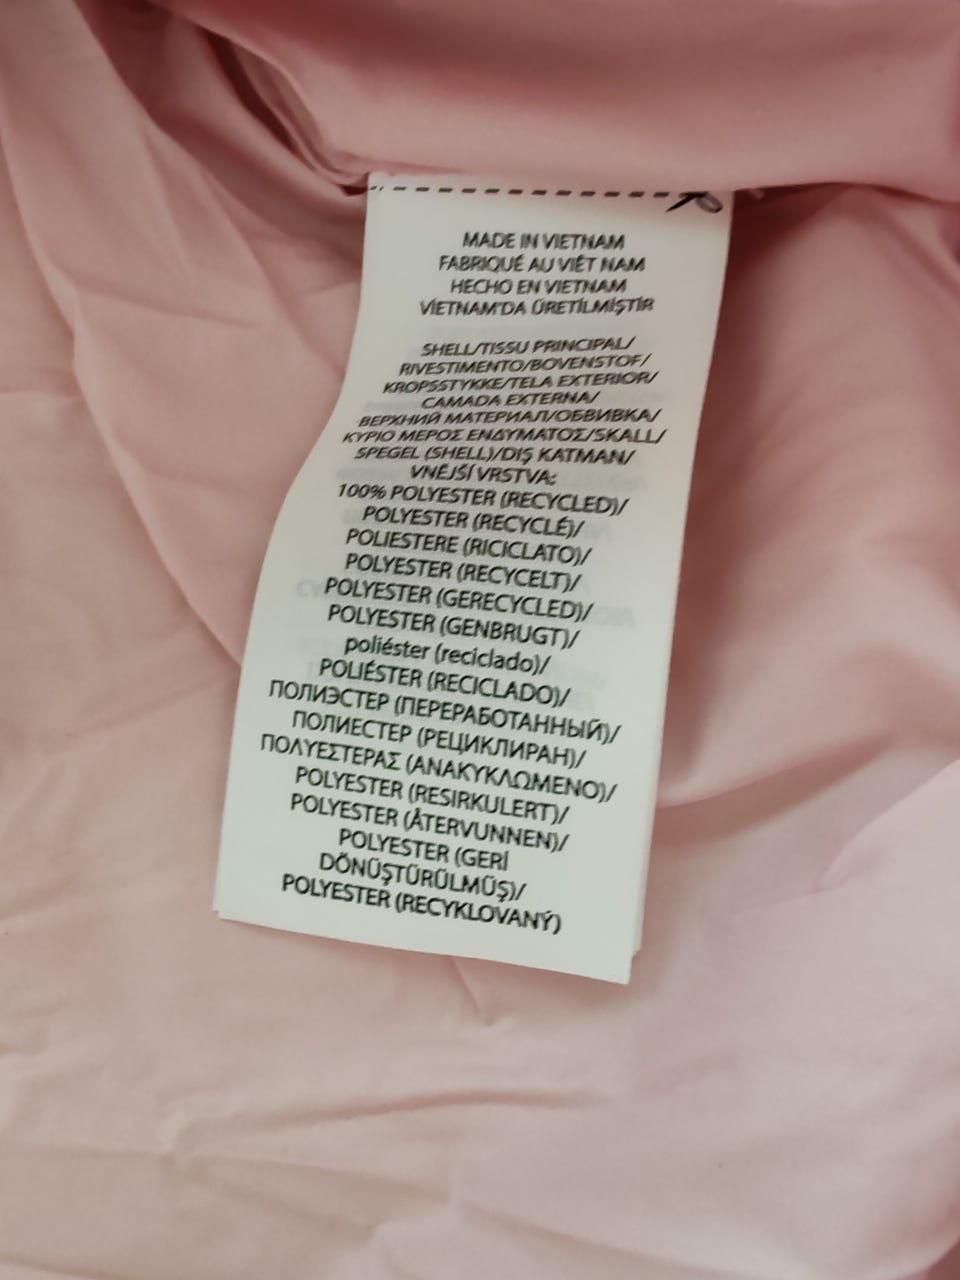 MADE IN VIETNAM
FABRIQUÉ AU VIÊT NAM
HECHO EN VIETNAM
VİETNAM'DA ÜRETİLMİŞTİR
SHELL/TISSU PRINCIPAL/
RIVESTIMENTO/BOVENSTOF/
KROPSSTYKKE/TELA EXTERIOR/
CAMADA EXTERNA/
ВЕРХНИЙ МАТЕРИАЛ/ОБВИВКА/
ΚΥΡΙΟ ΜΕΡΟΣ ΕΝΔΥΜΑΤΟΣ/SKALL/
SPEGEL (SHELL)/DIŞ KATMAN/
VNĚJŠÍ VRSTVA:
100% POLYESTER (RECYCLED)/
POLYESTER (RECYCLÉ)/
POLIESTERE (RICICLATO)/
POLYESTER (RECYCELT)/
POLYESTER (GERECYCLED)/
POLYESTER (GENBRUGT)/
poliéster (reciclado)/
POLIÉSTER (RECICLADO)/
ПОЛИЭСТЕР (ПЕРЕРАБОТАННЫЙ)/
ПОЛИЕСТЕР (РЕЦИКЛИРАН)/
ΠΟΛΥΕΣΤΕΡΑΣ (ΑΝΑΚΥΚΛΩΜΕΝΟ)/
POLYESTER (RESIRKULERT)/
POLYESTER (ÅTERVUNNEN)/
POLYESTER (GERİ
DÖNÜŞTÜRÜLMÜŞ)/
POLYESTER (RECYKLOVANÝ)